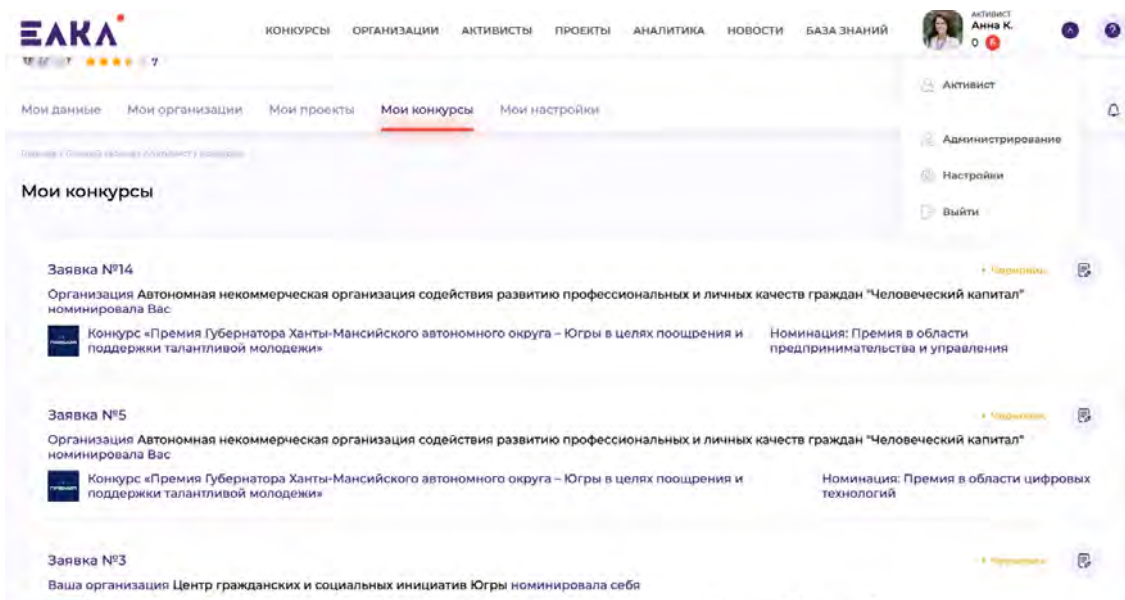 ЕЛКА
КОНКУРСЫ ОРГАНИЗАЦИИ АКТИВИСТЫ ПРОЕКТЫ АНАЛИТИКА НОВОСТИ БАЗА ЗНАНИЙ
АКТИВИСТ
Анна К.
0
7
Активист
Мои данные Мои организации Мои проекты Мои конкурсы Мои настройки
Администрирование
Настройки
Мои конкурсы
Выйти
Заявка №14
Организация Автономная некоммерческая организация содействия развитию профессиональных и личных качеств граждан "Человеческий капитал"
номинировала Вас
Конкурс «Премия Губернатора Ханты-Мансийского автономного округа – Югры в целях поощрения и
поддержки талантливой молодежи»
Номинация: Премия в области
предпринимательства и управления
Заявка №5
Организация Автономная некоммерческая организация содействия развитию профессиональных и личных качеств граждан "Человеческий капитал"
номинировала Вас
Конкурс «Премия Губернатора Ханты-Мансийского автономного округа – Югры в целях поощрения и
поддержки талантливой молодежи»
Номинация: Премия в области цифровых
технологий
Заявка №3
Ваша организация Центр гражданских и социальных инициатив Югры номинировала себя